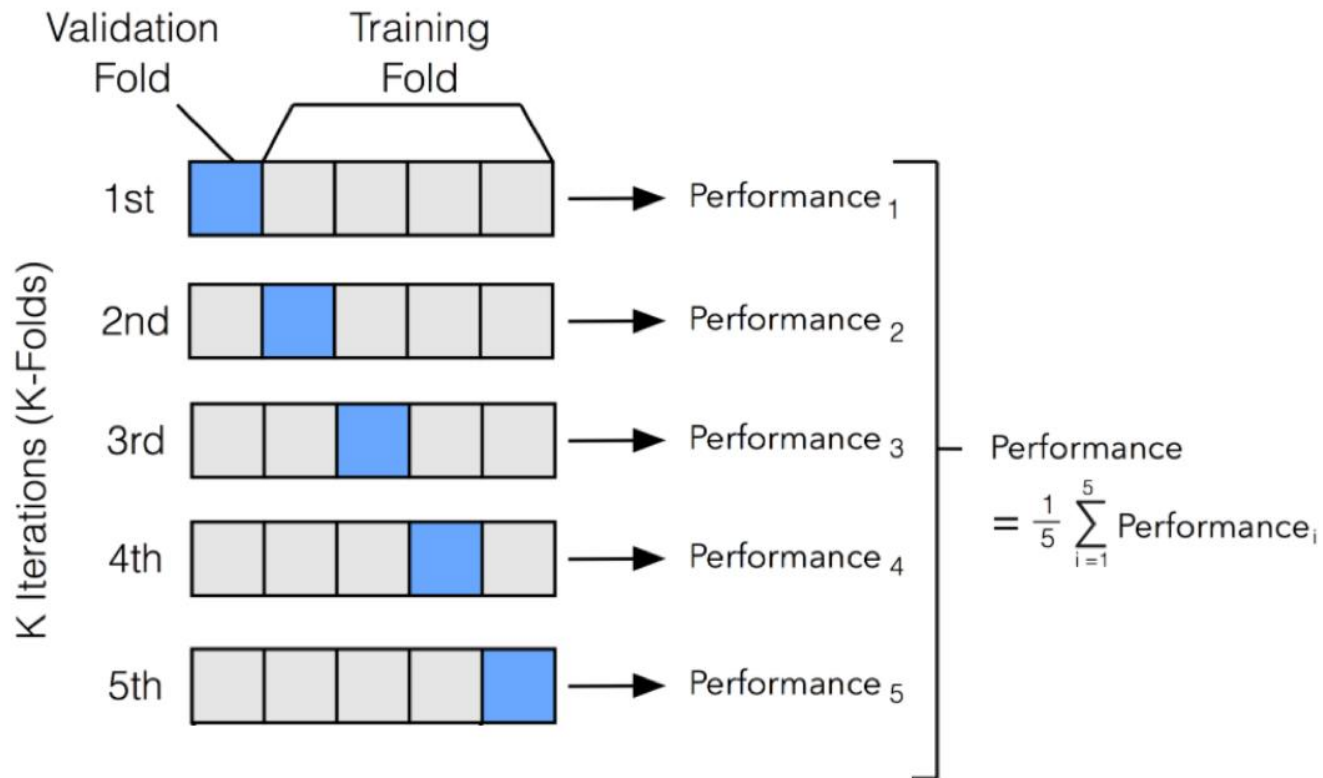 Validation
Fold
Training
Fold
K Iterations (K-Folds)
1st
Performance 1
2nd
Performance 2
3rd
Performance 3
4th
Performance 4
5th
Performance 5
Performance
= 1/5 5∑i=1 Performancei